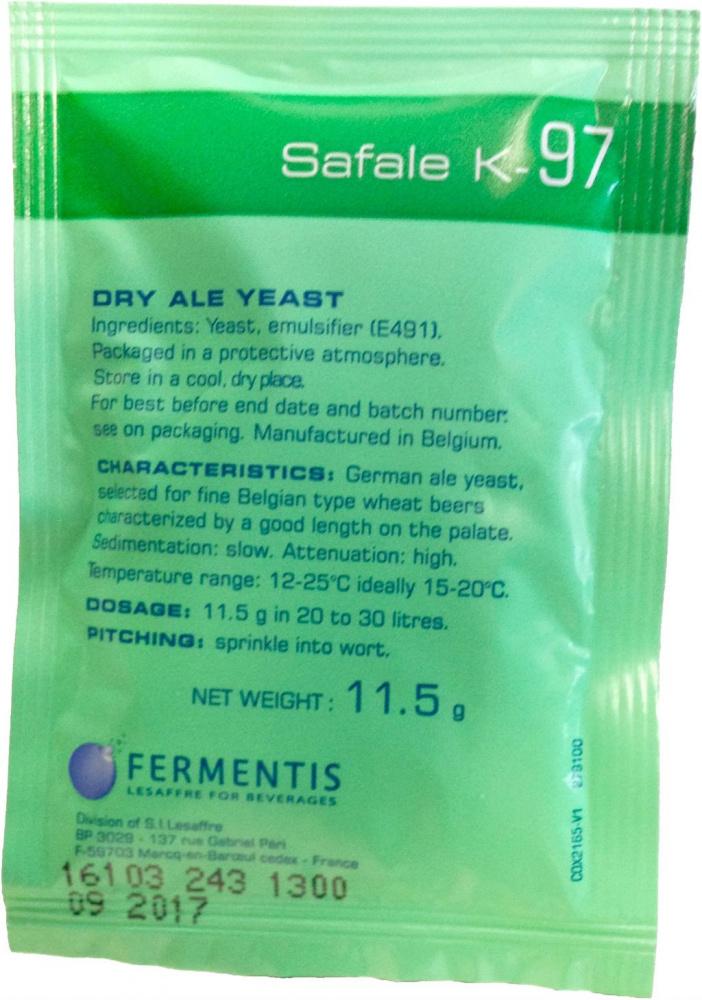 Safale K-97
DRY ALE YEAST
Ingredients: Yeast, emulsifier (E491).
Packaged in a protective atmosphere.
Store in a cool, dry place.
For best before end date and batch number:
see on packaging. Manufactured in Belgium.
CHARACTERISTICS: German ale yeast,
selected for fine Belgian type wheat beers
characterized by a good length on the palate.
Sedimentation: slow. Attenuation: high.
Temperature range: 12-25°C ideally 15-20°C.
DOSAGE: 11.5 g in 20 to 30 litres.
PITCHING: sprinkle into wort.
NET WEIGHT: 11.5 g
FERMENTIS
LESAFFRE FOR BEVERAGES
Division of S.I.Lesaffre
BP 3029 - 137 rue Gabriel Péri
F-59703 Marcq-en-Barœul cedex - France
16103 243 1300
09 2017
COX2165-V1